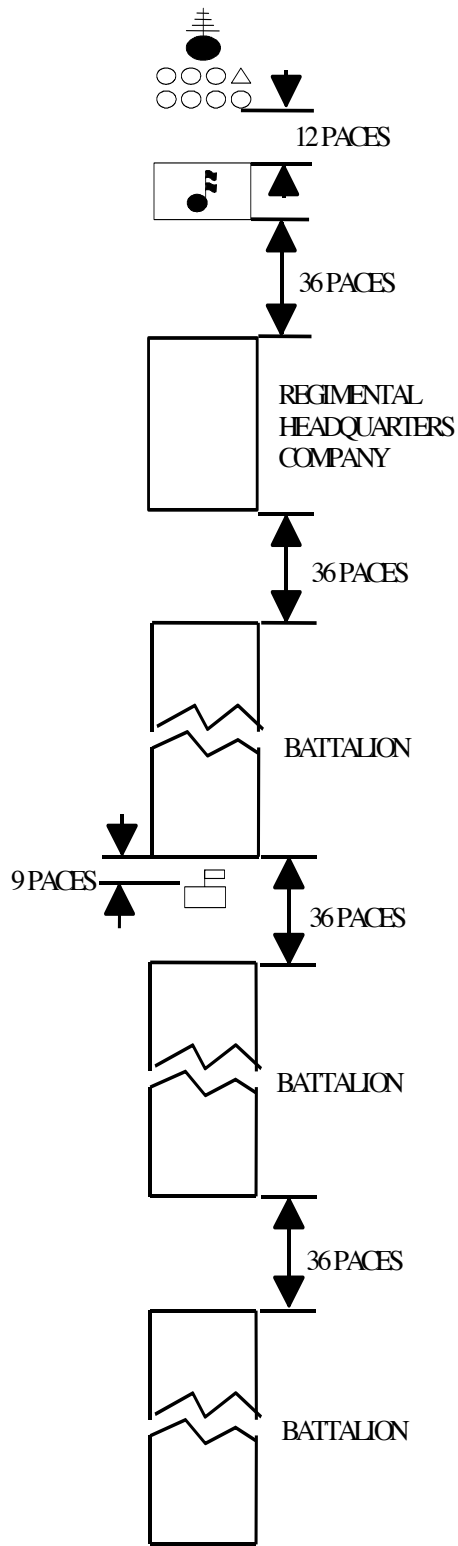 12 PACES
36 PACES
REGIMENTAL
HEADQUARTERS
COMPANY
36 PACES
BATTALION
9 PACES
36 PACES
BATTALION
36 PACES
BATTALION